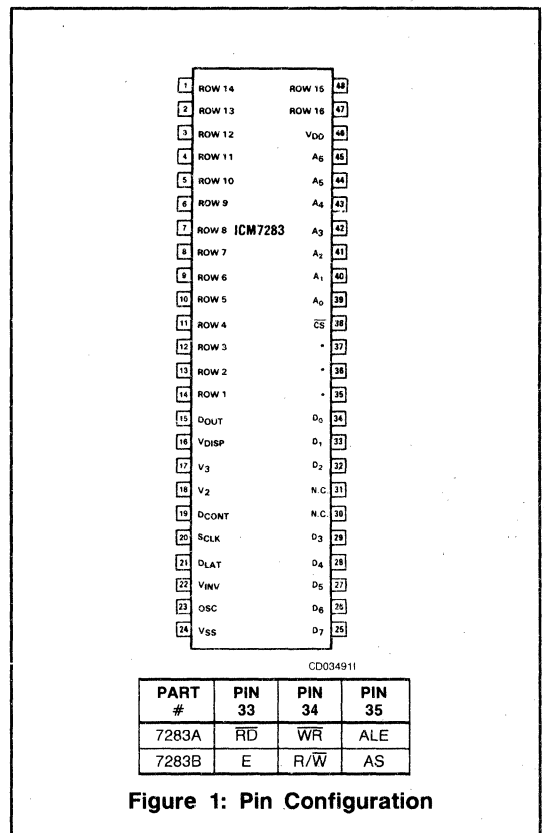 1 ROW 14 ROW 15 48
2 ROW 13 ROW 16 47
3 ROW 12 VDD 46
4 ROW 11 A6 45
5 ROW 10 A5 44
6 ROW 9 A4 43
7 ROW 8 ICM7283 A3 42
8 ROW 7 A2 41
9 ROW 6 A1 40
10 ROW 5 A0 39
11 ROW 4 C̅S̅ 38
12 ROW 3 * 37
13 ROW 2 * 36
14 ROW 1 * 35
15 DOUT D0 34
16 VDISP D1 33
17 V3 D2 32
18 V2 N.C. 31
19 DCONT N.C. 30
20 SCLK D3 29
21 DLAT D4 28
22 VINV D5 27
23 OSC D6 26
24 VSS D7 25
CD03491I
PART # PIN 33 PIN 34 PIN 35
7283A R̅D̅ W̅R̅ ALE
7283B E R/W̅ AS
Figure 1: Pin Configuration